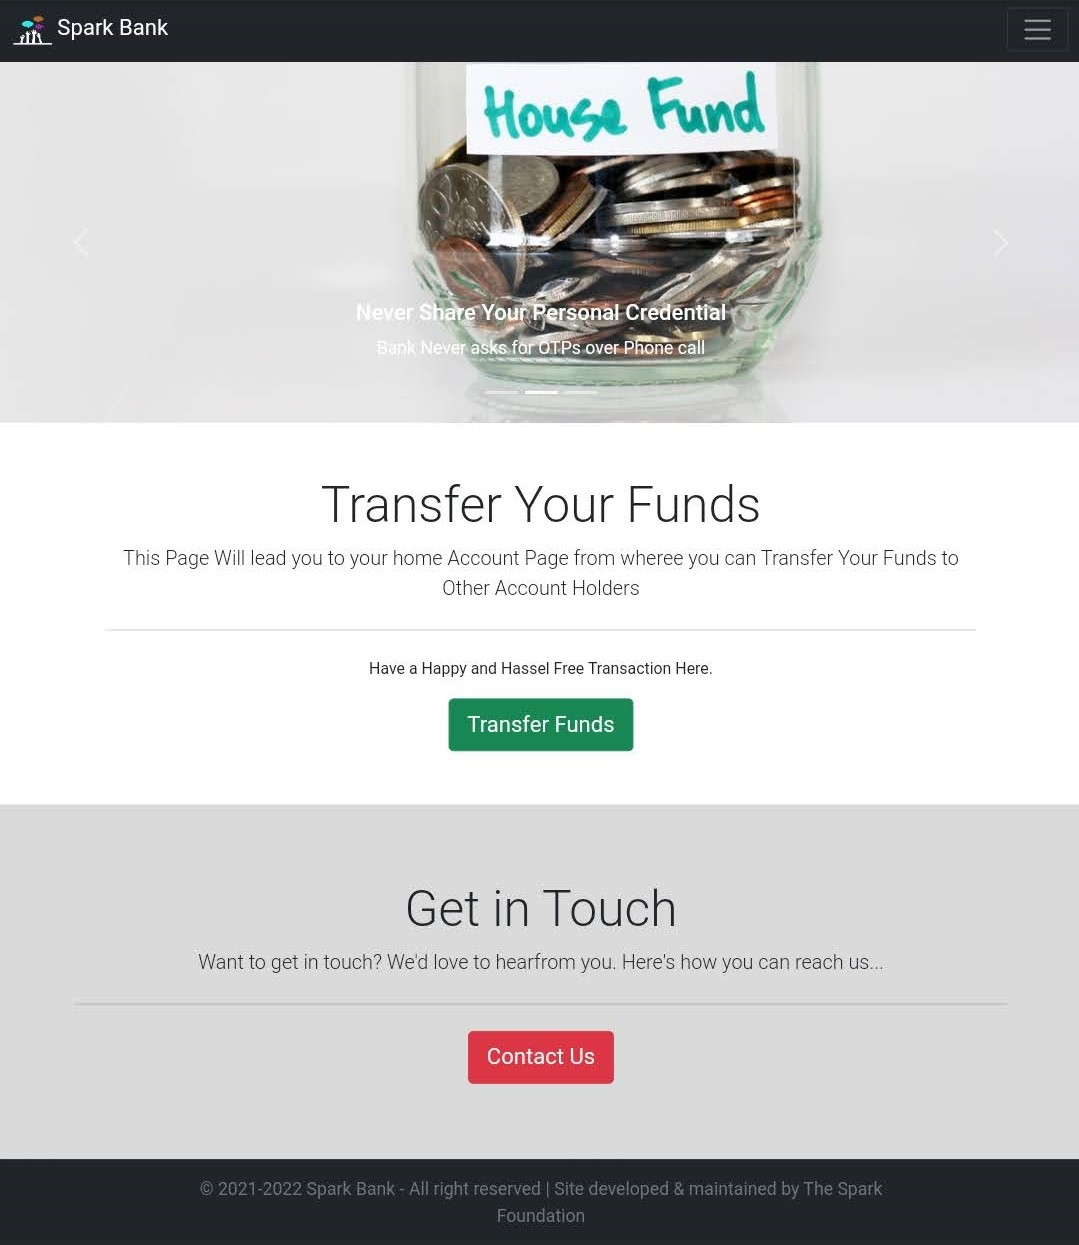 Spark Bank
House Fund
Never Share Your Personal Credential
Bank Never asks for OTPs over Phone call
Transfer Your Funds
This Page Will lead you to your home Account Page from wheree you can Transfer Your Funds to
Other Account Holders
Have a Happy and Hassel Free Transaction Here.
Transfer Funds
Get in Touch
Want to get in touch? We'd love to hearfrom you. Here's how you can reach us...
Contact Us
© 2021-2022 Spark Bank - All right reserved | Site developed & maintained by The Spark
Foundation